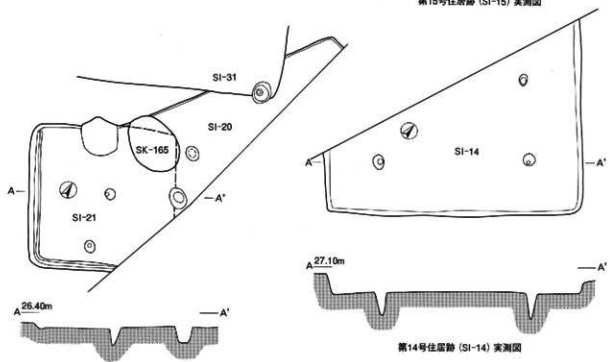 第15号住居跡 (SI-15) 実測図
SI-31
SI-20
SK-165
SI-21
A
A'
A 26.40m
A'
SI-14
A
A'
A 27.10m
A'
第14号住居跡 (SI-14) 実測図